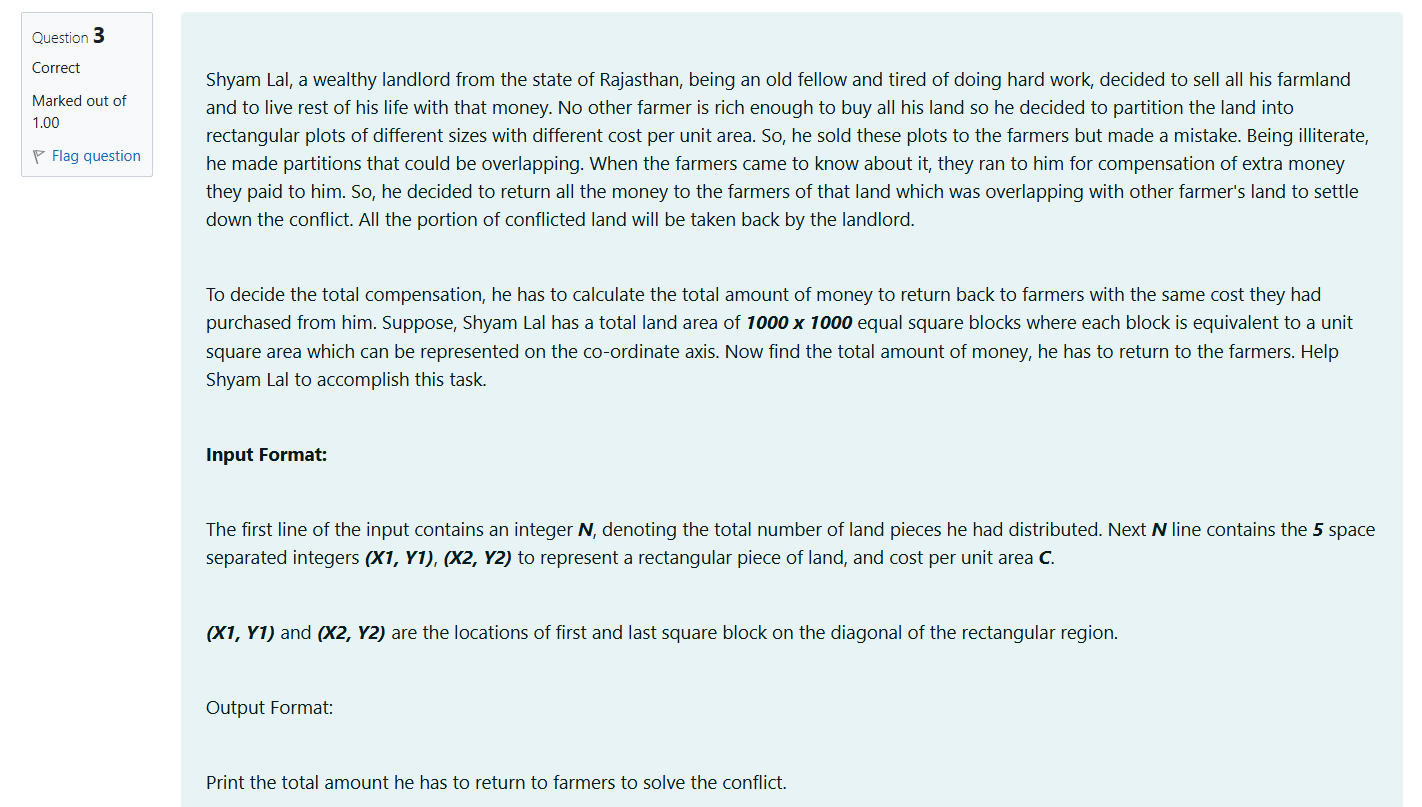 Question 3
Correct
Marked out of
1.00
Flag question
Shyam Lal, a wealthy landlord from the state of Rajasthan, being an old fellow and tired of doing hard work, decided to sell all his farmland
and to live rest of his life with that money. No other farmer is rich enough to buy all his land so he decided to partition the land into
rectangular plots of different sizes with different cost per unit area. So, he sold these plots to the farmers but made a mistake. Being illiterate,
he made partitions that could be overlapping. When the farmers came to know about it, they ran to him for compensation of extra money
they paid to him. So, he decided to return all the money to the farmers of that land which was overlapping with other farmer's land to settle
down the conflict. All the portion of conflicted land will be taken back by the landlord.
To decide the total compensation, he has to calculate the total amount of money to return back to farmers with the same cost they had
purchased from him. Suppose, Shyam Lal has a total land area of 1000 x 1000 equal square blocks where each block is equivalent to a unit
square area which can be represented on the co-ordinate axis. Now find the total amount of money, he has to return to the farmers. Help
Shyam Lal to accomplish this task.
Input Format:
The first line of the input contains an integer N, denoting the total number of land pieces he had distributed. Next N line contains the 5 space
separated integers (X1, Y1), (X2, Y2) to represent a rectangular piece of land, and cost per unit area C.
(X1, Y1) and (X2, Y2) are the locations of first and last square block on the diagonal of the rectangular region.
Output Format:
Print the total amount he has to return to farmers to solve the conflict.